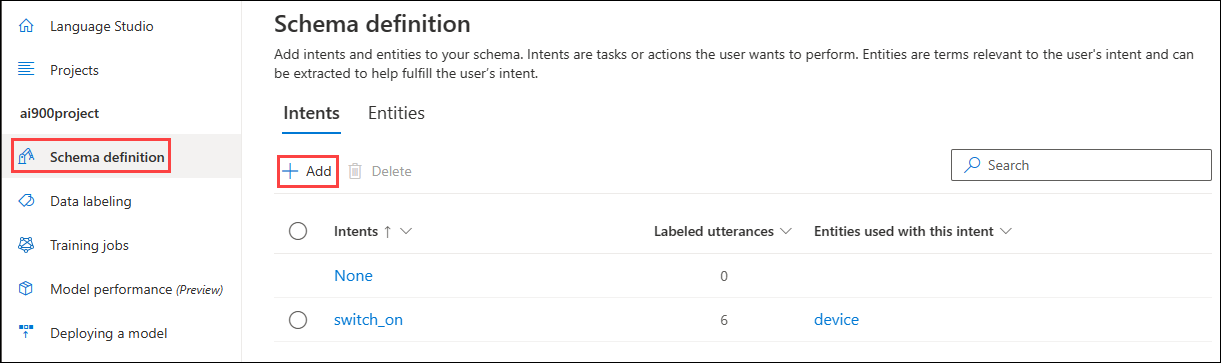 Language Studio
Projects
ai900project
Schema definition
Data labeling
Training jobs
Model performance (Preview)
Deploying a model
Schema definition
Add intents and entities to your schema. Intents are tasks or actions the user wants to perform. Entities are terms relevant to the user's intent and can
be extracted to help fulfill the user's intent.
Intents Entities
Add Delete Search
Intents ↑ Labeled utterances Entities used with this intent
None 0
switch_on 6 device